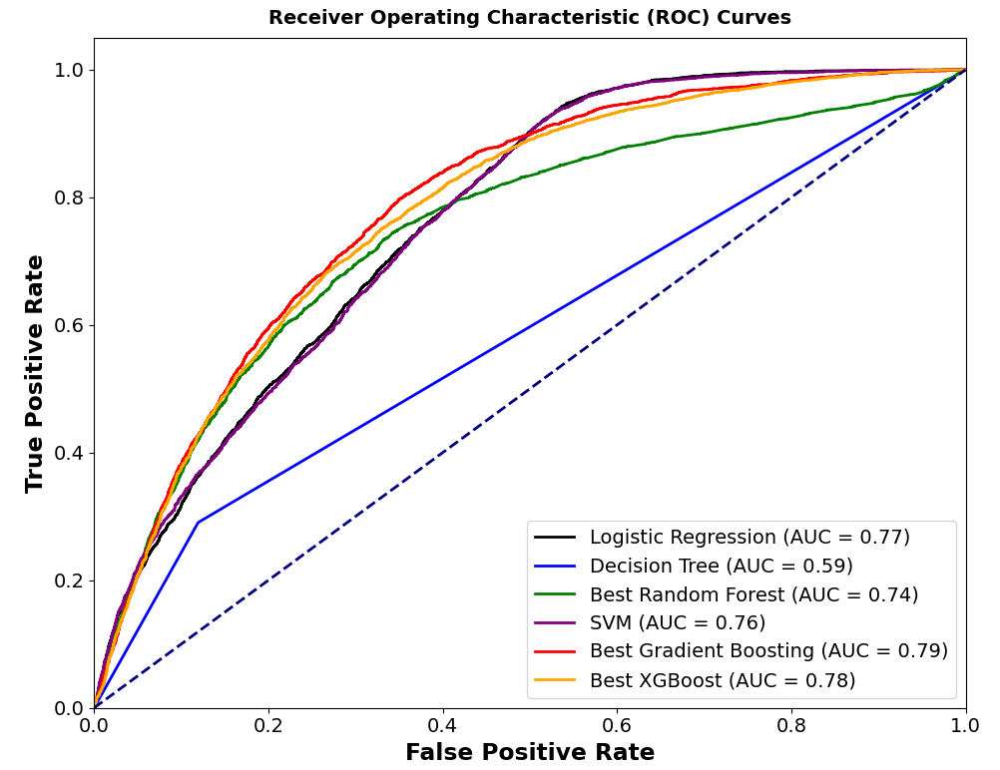 Receiver Operating Characteristic (ROC) Curves
True Positive Rate
1.0
0.8
0.6
0.4
0.2
0.0
Logistic Regression (AUC = 0.77)
Decision Tree (AUC = 0.59)
Best Random Forest (AUC = 0.74)
SVM (AUC = 0.76)
Best Gradient Boosting (AUC = 0.79)
Best XGBoost (AUC = 0.78)
0.0 0.2 0.4 0.6 0.8 1.0
False Positive Rate